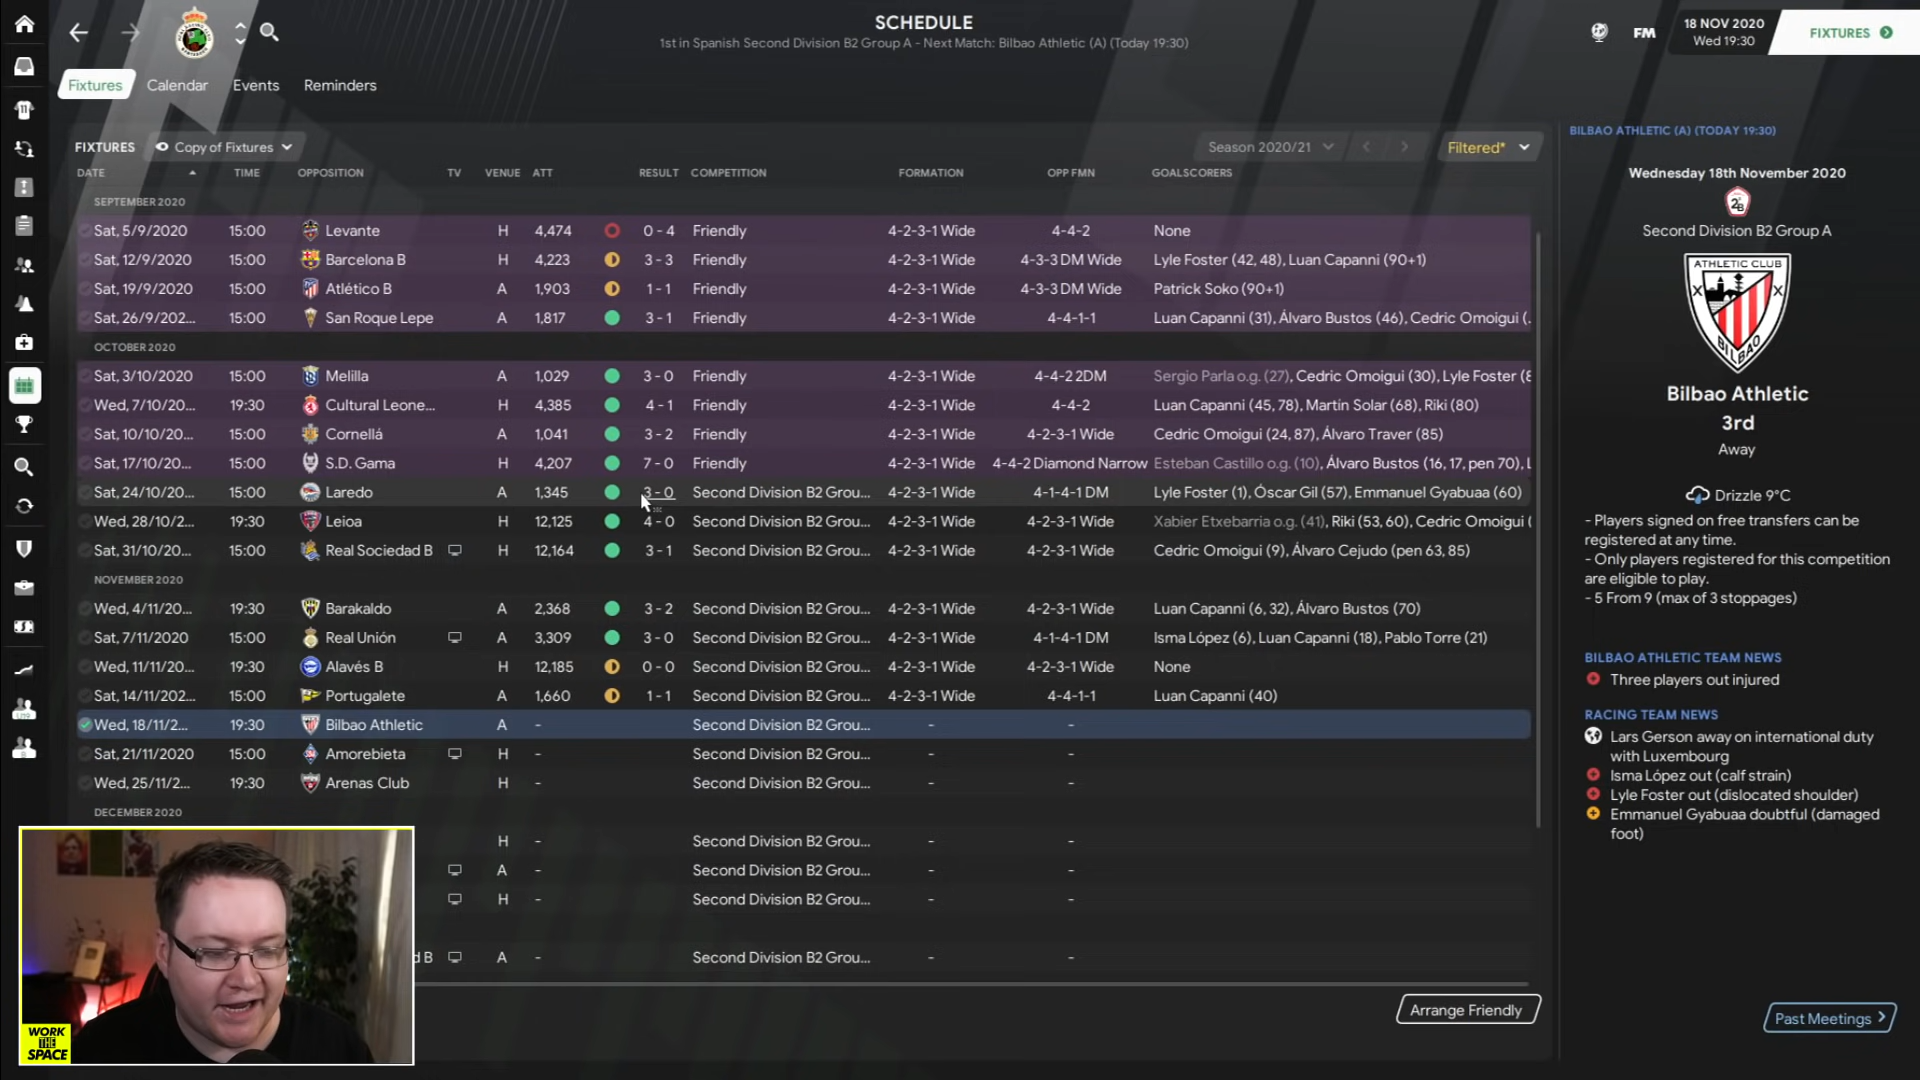 SCHEDULE
1st in Spanish Second Division B2 Group A - Next Match: Bilbao Athletic (A) (Today 19:30)
FM
18 NOV 2020
Wed 19:30
FIXTURES
Fixtures Calendar Events Reminders
FIXTURES Copy of Fixtures Season 2020/21 Filtered*
DATE TIME OPPOSITION TV VENUE ATT RESULT COMPETITION FORMATION OPP FMN GOALSCORERS
SEPTEMBER 2020
Sat, 5/9/2020 15:00 Levante H 4,474 0 - 4 Friendly 4-2-3-1 Wide 4-4-2 None
Sat, 12/9/2020 15:00 Barcelona B H 4,223 3 - 3 Friendly 4-2-3-1 Wide 4-3-3 DM Wide Lyle Foster (42, 48), Luan Capanni (90+1)
Sat, 19/9/2020 15:00 Atlético B A 1,903 1 - 1 Friendly 4-2-3-1 Wide 4-3-3 DM Wide Patrick Soko (90+1)
Sat, 26/9/202... 15:00 San Roque Lepe A 1,817 3 - 1 Friendly 4-2-3-1 Wide 4-4-1-1 Luan Capanni (31), Álvaro Bustos (46), Cedric Omoigui (.
OCTOBER 2020
Sat, 3/10/2020 15:00 Melilla A 1,029 3 - 0 Friendly 4-2-3-1 Wide 4-4-2 2DM Sergio Parla o.g. (27), Cedric Omoigui (30), Lyle Foster (8
Wed, 7/10/20... 19:30 Cultural Leone... H 4,385 4 - 1 Friendly 4-2-3-1 Wide 4-4-2 Luan Capanni (45, 78), Martín Solar (68), Riki (80)
Sat, 10/10/20... 15:00 Cornellá A 1,041 3 - 2 Friendly 4-2-3-1 Wide 4-2-3-1 Wide Cedric Omoigui (24, 87), Álvaro Traver (85)
Sat, 17/10/20... 15:00 S.D. Gama H 4,207 7 - 0 Friendly 4-2-3-1 Wide 4-4-2 Diamond Narrow Esteban Castillo o.g. (10), Álvaro Bustos (16, 17, pen 70), L
Sat, 24/10/20... 15:00 Laredo A 1,345 3 - 0 Second Division B2 Grou... 4-2-3-1 Wide 4-1-4-1 DM Lyle Foster (1), Óscar Gil (57), Emmanuel Gyabuaa (60)
Wed, 28/10/2... 19:30 Leioa H 12,125 4 - 0 Second Division B2 Grou... 4-2-3-1 Wide 4-2-3-1 Wide Xabier Etxebarria o.g. (41), Riki (53, 60), Cedric Omoigui (
Sat, 31/10/20... 15:00 Real Sociedad B H 12,164 3 - 1 Second Division B2 Grou... 4-2-3-1 Wide 4-2-3-1 Wide Cedric Omoigui (9), Álvaro Cejudo (pen 63, 85)
NOVEMBER 2020
Wed, 4/11/20... 19:30 Barakaldo A 2,368 3 - 2 Second Division B2 Grou... 4-2-3-1 Wide 4-2-3-1 Wide Luan Capanni (6, 32), Álvaro Bustos (70)
Sat, 7/11/2020 15:00 Real Unión A 3,309 3 - 0 Second Division B2 Grou... 4-2-3-1 Wide 4-1-4-1 DM Isma López (6), Luan Capanni (18), Pablo Torre (21)
Wed, 11/11/20... 19:30 Alavés B H 12,185 0 - 0 Second Division B2 Grou... 4-2-3-1 Wide 4-2-3-1 Wide None
Sat, 14/11/202... 15:00 Portugalete A 1,660 1 - 1 Second Division B2 Grou... 4-2-3-1 Wide 4-4-1-1 Luan Capanni (40)
Wed, 18/11/2... 19:30 Bilbao Athletic A - Second Division B2 Grou... - -
Sat, 21/11/2020 15:00 Amorebieta H - Second Division B2 Grou... - -
Wed, 25/11/2... 19:30 Arenas Club H - Second Division B2 Grou... - -
DECEMBER 2020
H - Second Division B2 Grou... - -
A - Second Division B2 Grou... - -
H - Second Division B2 Grou... - -
d B A - Second Division B2 Grou... - -
Arrange Friendly
BILBAO ATHLETIC (A) (TODAY 19:30)
Wednesday 18th November 2020
2ªB
Second Division B2 Group A
ATHLETIC CLUB
BILBAO
Bilbao Athletic
3rd
Away
Drizzle 9°C
- Players signed on free transfers can be
registered at any time.
- Only players registered for this competition
are eligible to play.
- 5 From 9 (max of 3 stoppages)
BILBAO ATHLETIC TEAM NEWS
Three players out injured
RACING TEAM NEWS
Lars Gerson away on international duty
with Luxembourg
Isma López out (calf strain)
Lyle Foster out (dislocated shoulder)
Emmanuel Gyabuaa doubtful (damaged
foot)
Past Meetings
WORK
THE
SPACE